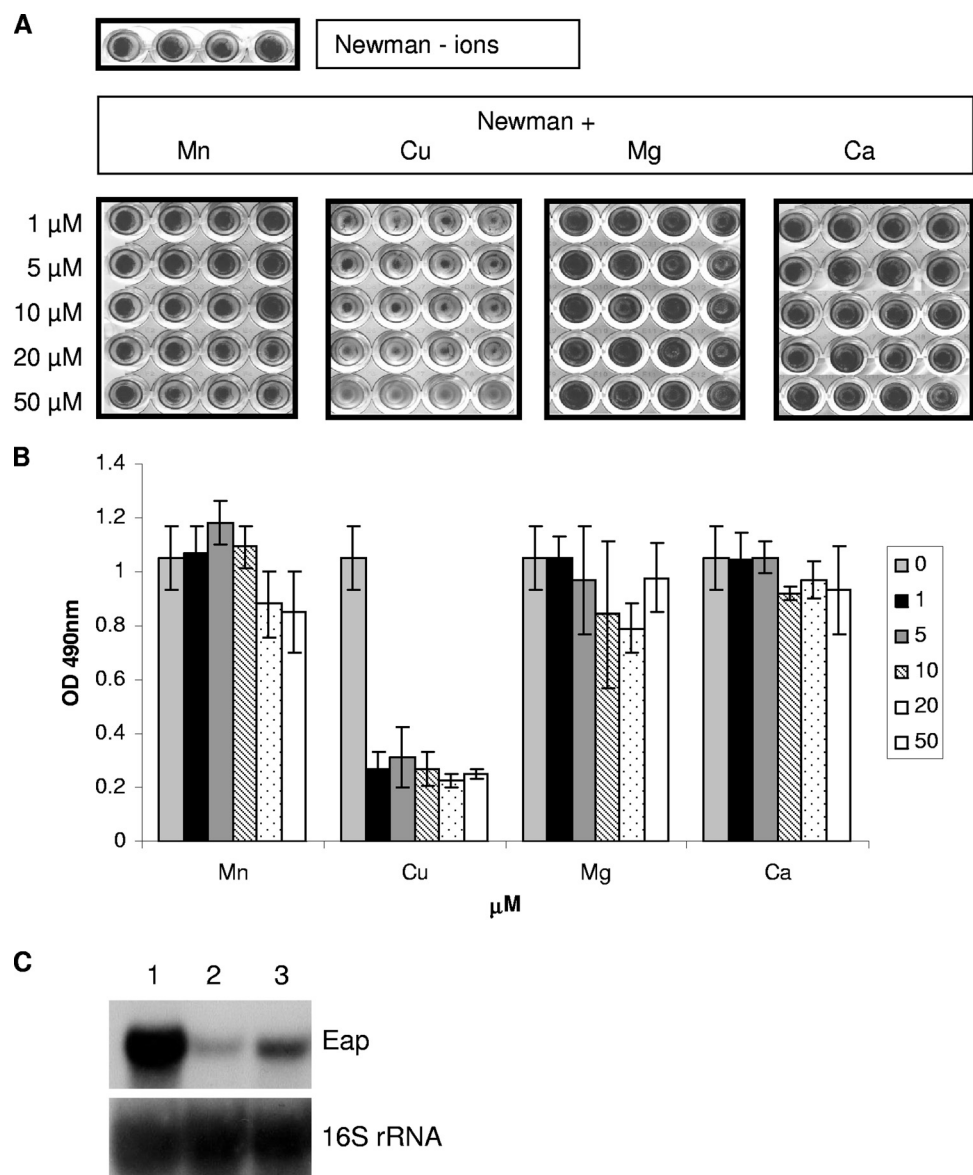 A
Newman - ions
Newman +
Mn Cu Mg Ca
1 µM
5 µM
10 µM
20 µM
50 µM
B
1.4
1.2
1
0.8
0.6
0.4
0.2
0
OD 490nm
Mn Cu Mg Ca
µM
0
1
5
10
20
50
C
1 2 3
Eap
16S rRNA